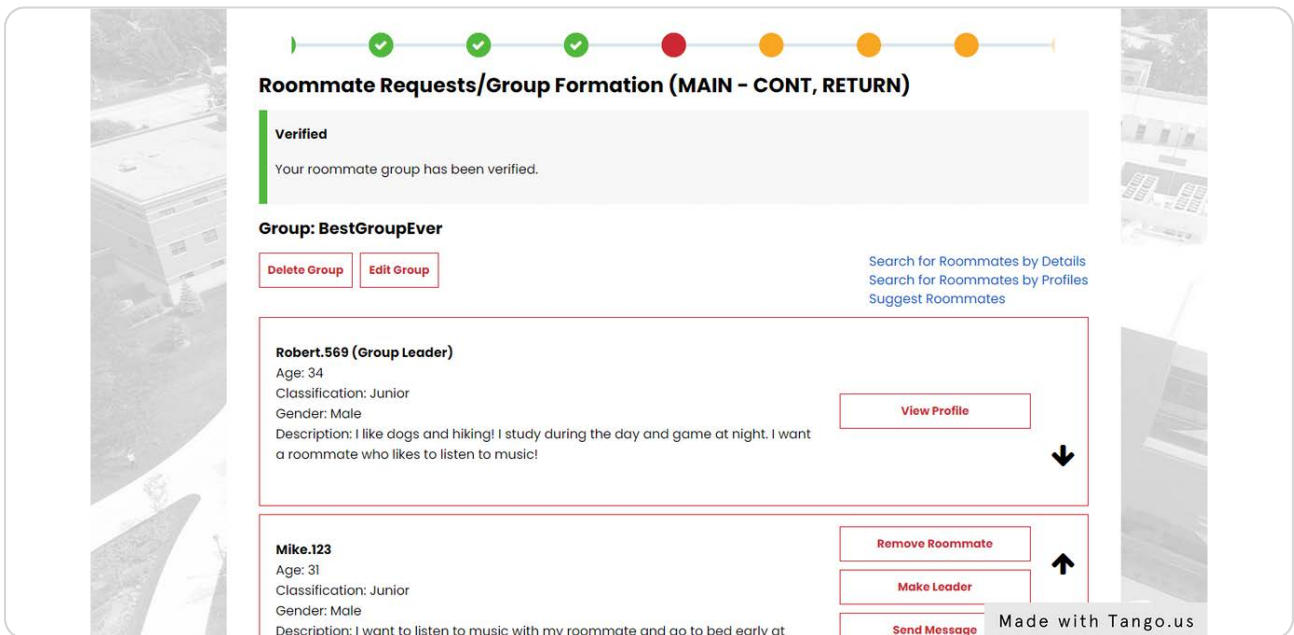 Roommate Requests/Group Formation (MAIN - CONT, RETURN)
Verified
Your roommate group has been verified.
Group: BestGroupEver
Delete Group
Edit Group
Search for Roommates by Details
Search for Roommates by Profiles
Suggest Roommates
Robert.569 (Group Leader)
Age: 34
Classification: Junior
Gender: Male
Description: I like dogs and hiking! I study during the day and game at night. I want
a roommate who likes to listen to music!
View Profile
Mike.123
Age: 31
Classification: Junior
Gender: Male
Description: I want to listen to music with my roommate and go to bed early at
Remove Roommate
Make Leader
Send Message
Made with Tango.us